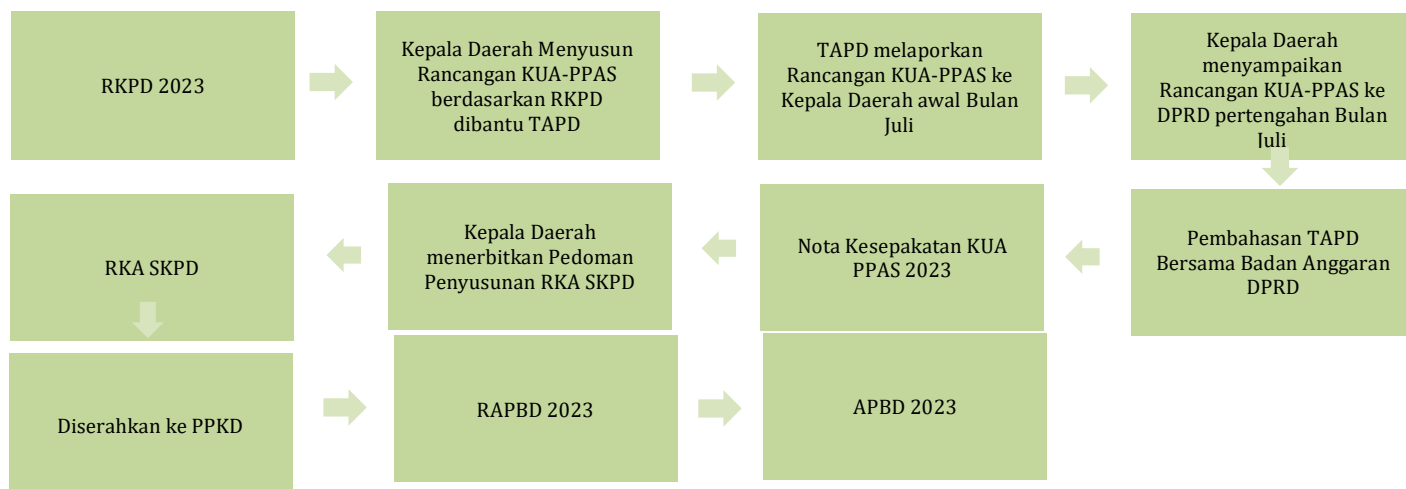 RKPD 2023
Kepala Daerah Menyusun
Rancangan KUA-PPAS
berdasarkan RKPD
dibantu TAPD
TAPD melaporkan
Rancangan KUA-PPAS ke
Kepala Daerah awal Bulan
Juli
Kepala Daerah
menyampaikan
Rancangan KUA-PPAS ke
DPRD pertengahan Bulan
Juli
Pembahasan TAPD
Bersama Badan Anggaran
DPRD
Nota Kesepakatan KUA
PPAS 2023
Kepala Daerah
menerbitkan Pedoman
Penyusunan RKA SKPD
RKA SKPD
Diserahkan ke PPKD
RAPBD 2023
APBD 2023